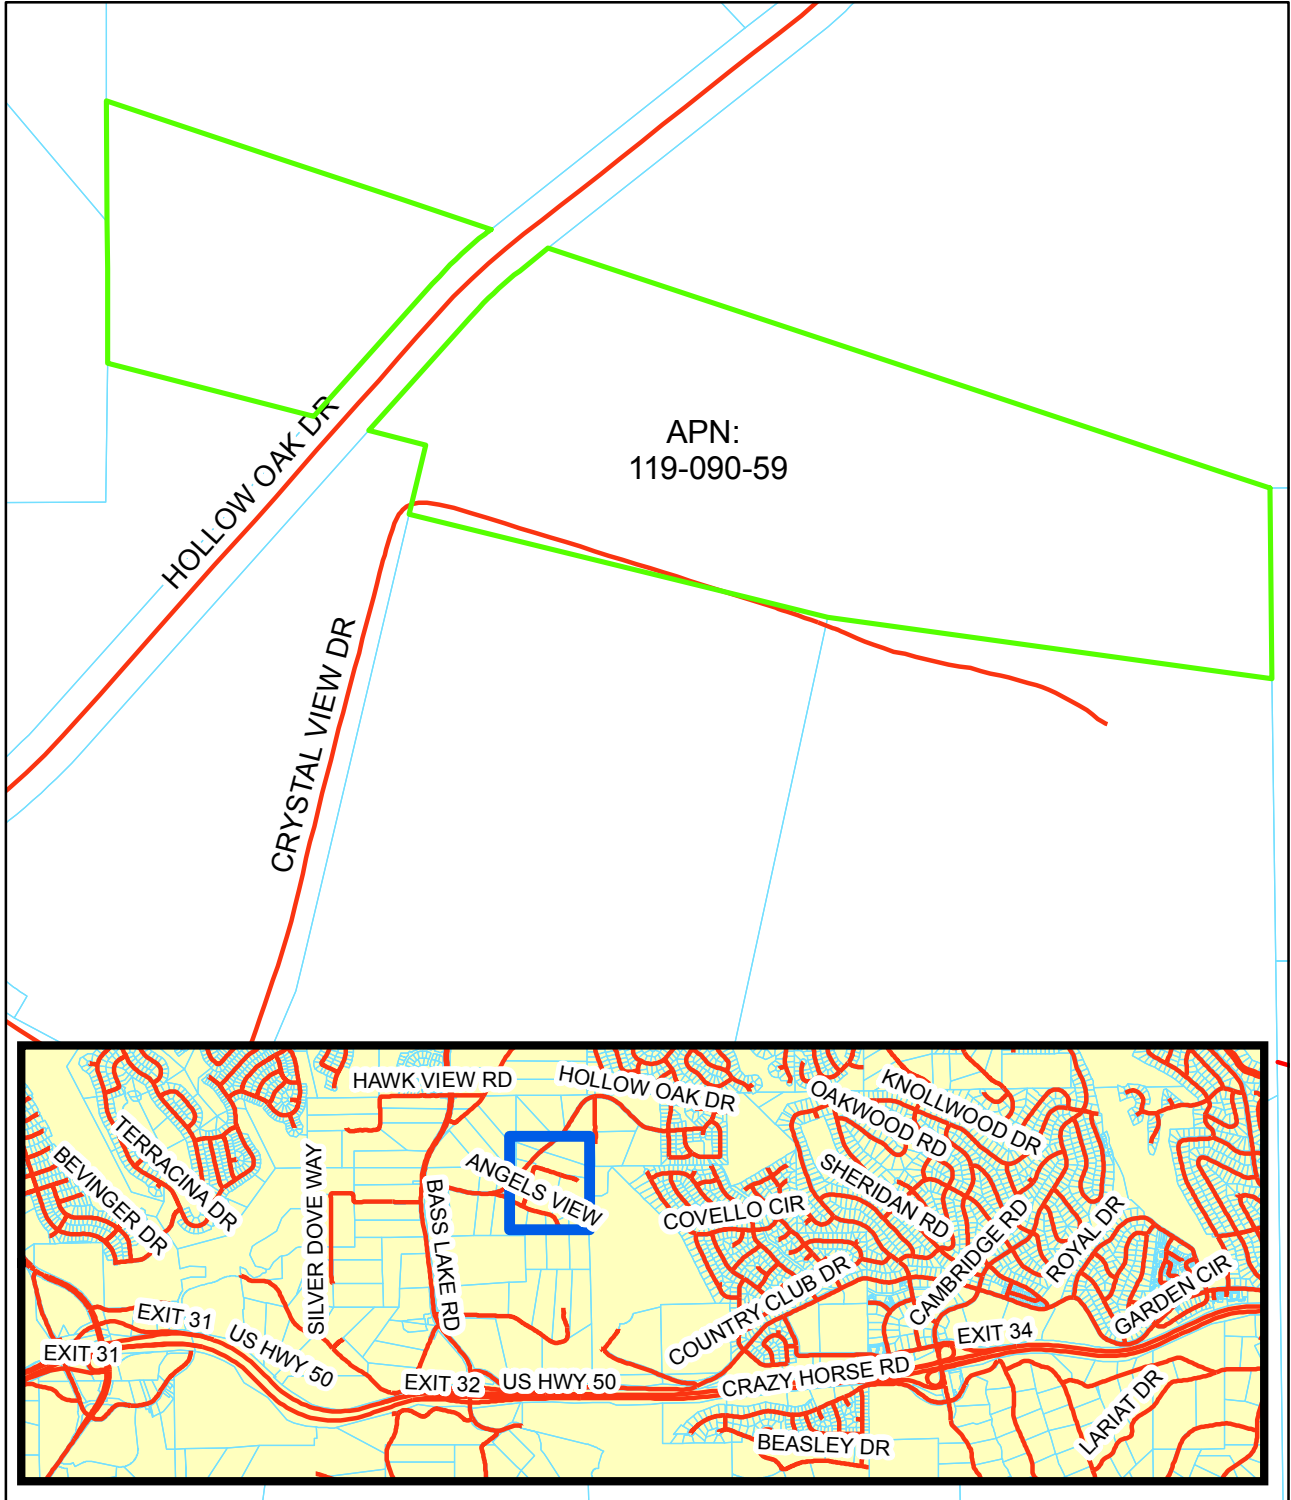 HOLLOW OAK DR
APN:
119-090-59
CRYSTAL VIEW DR
HAWK VIEW RD
HOLLOW OAK DR
OAKWOOD RD
KNOLLWOOD DR
TERRACINA DR
BEVINGER DR
SILVER DOVE WAY
BASS LAKE RD
ANGELS VIEW
COVELLO CIR
SHERIDAN RD
CAMBRIDGE RD
ROYAL DR
GARDEN CIR
COUNTRY CLUB DR
EXIT 31
EXIT 31
US HWY 50
EXIT 32
US HWY 50
CRAZY HORSE RD
EXIT 34
LARIAT DR
BEASLEY DR